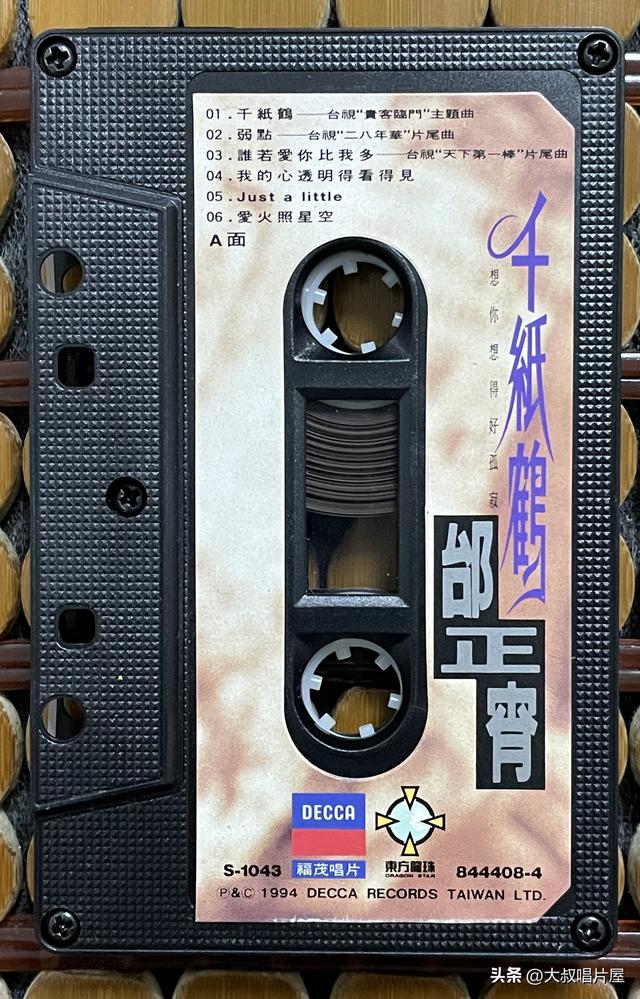 01.千紙鶴——台視"貴客臨門"主題曲
02.弱點——台視"二八年華"片尾曲
03.誰若愛你比我多——台視"天下第一棒"片尾曲
04.我的心透明得看得見
05.Just a little
06.愛火照星空
A面
千紙鶴
想你想得好孤寂
邰正宵
DECCA
福茂唱片
東方龍珠
DRAGON STAR
S-1043
844408-4
℗&© 1994 DECCA RECORDS TAIWAN LTD.
头条 @大叔唱片屋